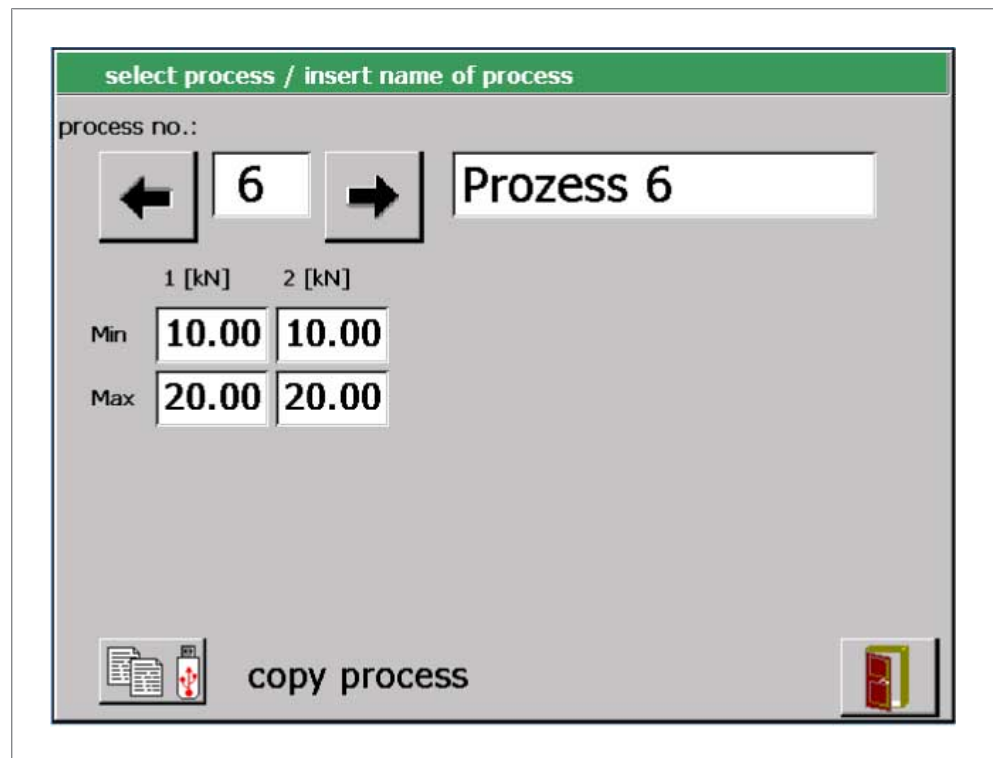 select process / insert name of process
process no.:
6 Prozess 6
1 [kN] 2 [kN]
Min 10.00 10.00
Max 20.00 20.00
copy process